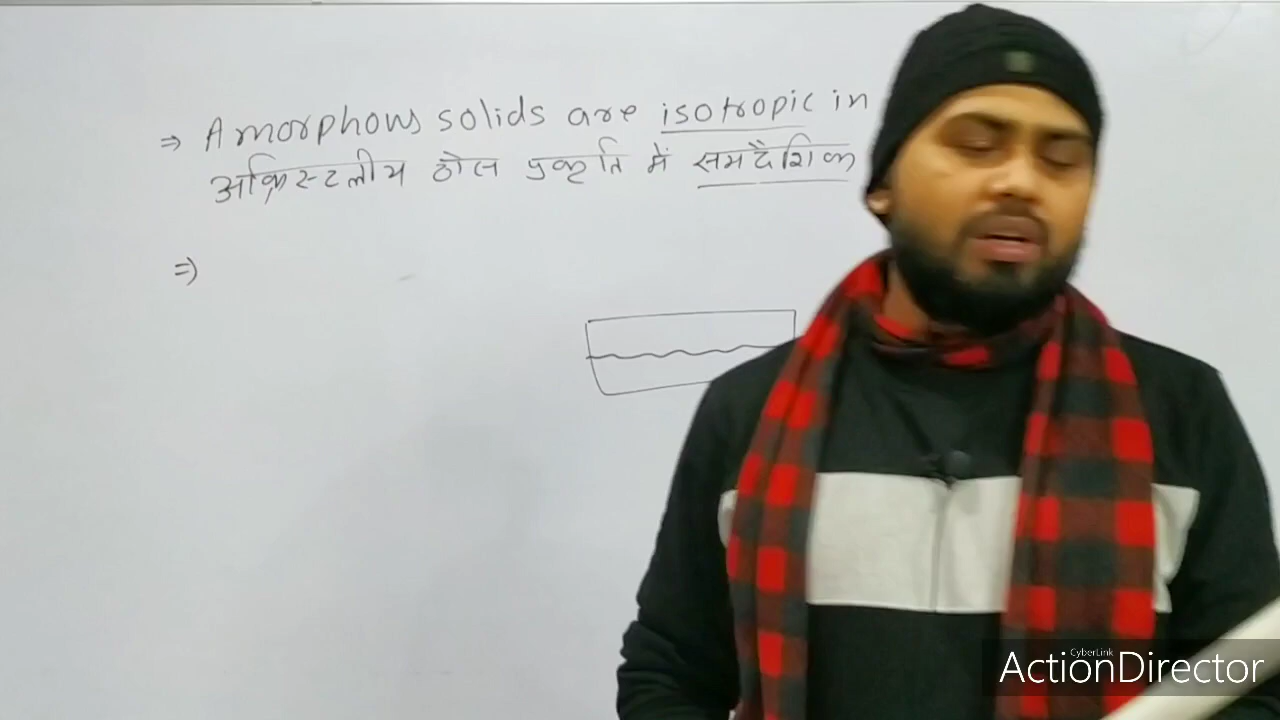 ⇒ Amorphous solids are isotropic in
अक्रिस्टलीय ठोस प्रकृति में समदैशिक
⇒
CyberLink
ActionDirector